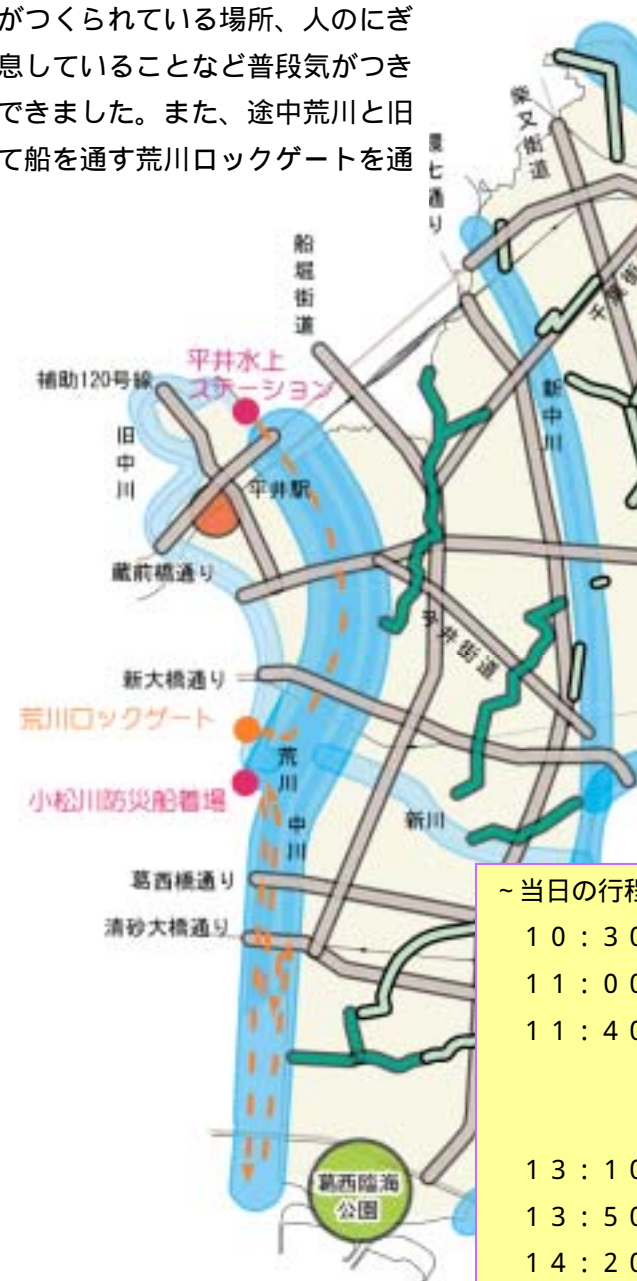 がつくられている場所、人のにぎ
息していることなど普段気がつき
できました。また、途中荒川と旧
て船を通す荒川ロックゲートを通
柴又街道
環七通り
船堀街道
千葉街
平井水上
ステーション
補助120号線
旧中川
新中川
平井駅
蔵前橋通り
今井街道
新大橋通り
荒川ロックゲート
荒川
小松川防災船着場
中川
新川
葛西橋通り
清砂大橋通り
葛西臨海
公園
~当日の行程
10:30
11:00
11:40
13:10
13:50
14:20